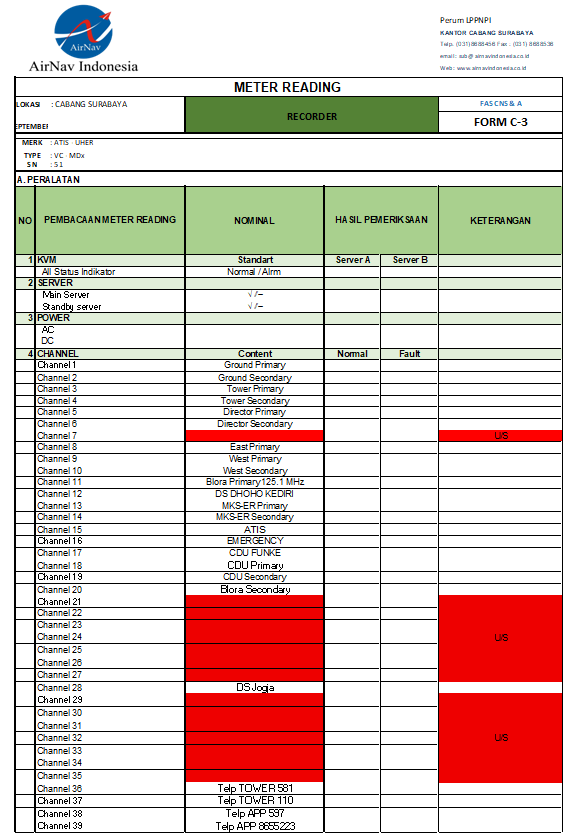 AirNav
AirNav Indonesia
Perum LPPNPI
KANTOR CABANG SURABAYA
Telp. (031) 8688456 Fax . (031) 8688536
email : sub@airnavindonesia.co.id
Web : www.airnavindonesia.co.id
METER READING
LOKASI : CABANG SURABAYA
RECORDER
FAS CNS & A
FORM C-3
EPTEMBER
MERK : ATIS - UHER
TYPE : VC - MDx
S N : 51
A. PERALATAN
NO PEMBACAAN METER READING NOMINAL HASIL PEMERIKSAAN KETERANGAN
1 KVM Standart Server A Server B
All Status Indikator Normal / Alrm
2 SERVER
Main Server √ / –
Standby server √ / –
3 POWER
AC
DC
4 CHANNEL Content Normal Fault
Channel 1 Ground Primary
Channel 2 Ground Secondary
Channel 3 Tower Primary
Channel 4 Tower Secondary
Channel 5 Director Primary
Channel 6 Director Secondary
Channel 7 U/S
Channel 8 East Primary
Channel 9 West Primary
Channel 10 West Secondary
Channel 11 Blora Primary125.1 MHz
Channel 12 DS DHOHO KEDIRI
Channel 13 MKS-ER Primary
Channel 14 MKS-ER Secondary
Channel 15 ATIS
Channel 16 EMERGENCY
Channel 17 CDU FUNKE
Channel 18 CDU Primary
Channel 19 CDU Secondary
Channel 20 Blora Secondary
Channel 21
Channel 22
Channel 23
Channel 24 U/S
Channel 25
Channel 26
Channel 27
Channel 28 DS Jogja
Channel 29
Channel 30
Channel 31
Channel 32 U/S
Channel 33
Channel 34
Channel 35
Channel 36 Telp TOWER 581
Channel 37 Telp TOWER 110
Channel 38 Telp APP 597
Channel 39 Telp APP 8655223